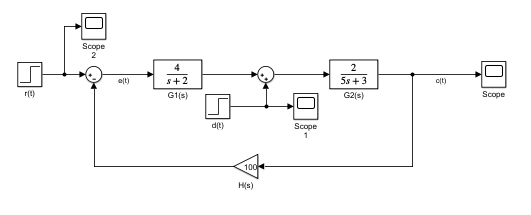 Scope
2
r(t)
+
−
e(t)
4
s + 2
G1(s)
+
+
2
5s + 3
G2(s)
c(t)
Scope
d(t)
Scope
1
100
H(s)